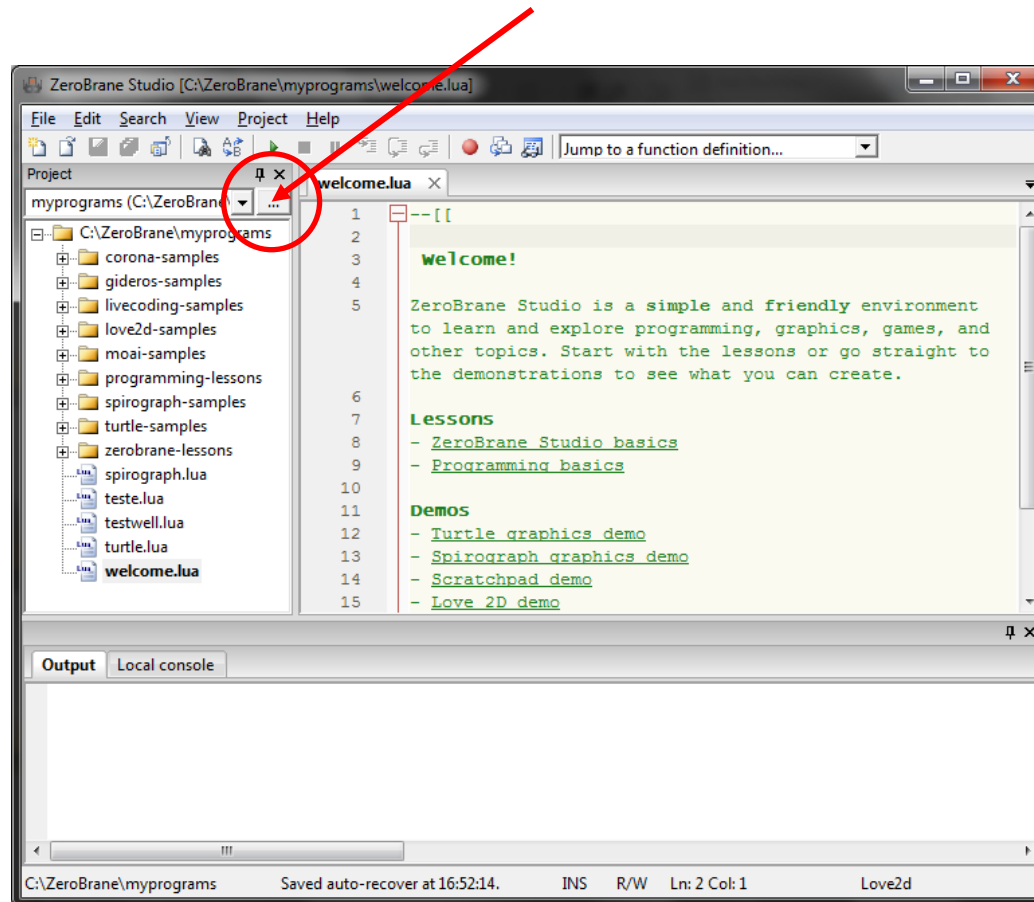 ZeroBrane Studio [C:\ZeroBrane\myprograms\welcome.lua]
File Edit Search View Project Help
Jump to a function definition...
Project
welcome.lua
myprograms (C:\ZeroBrane\ ...
C:\ZeroBrane\myprograms
corona-samples
gideros-samples
livecoding-samples
love2d-samples
moai-samples
programming-lessons
spirograph-samples
turtle-samples
zerobrane-lessons
spirograph.lua
teste.lua
testwell.lua
turtle.lua
welcome.lua
1 --[[
2
3 Welcome!
4
5 ZeroBrane Studio is a simple and friendly environment
to learn and explore programming, graphics, games, and
other topics. Start with the lessons or go straight to
the demonstrations to see what you can create.
6
7 Lessons
8 - ZeroBrane Studio basics
9 - Programming basics
10
11 Demos
12 - Turtle graphics demo
13 - Spirograph graphics demo
14 - Scratchpad demo
15 - Love 2D demo
Output Local console
C:\ZeroBrane\myprograms Saved auto-recover at 16:52:14. INS R/W Ln: 2 Col: 1 Love2d